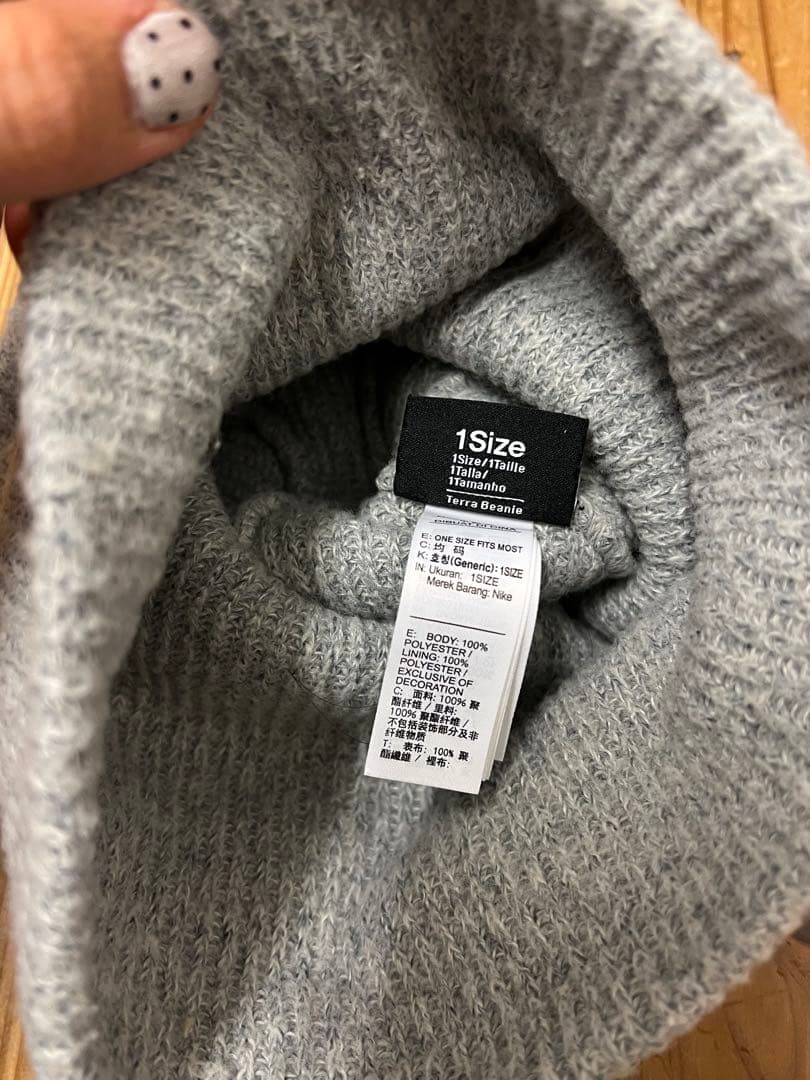 1Size
1Size/1Taille
1Talla/
1Tamanho
Terra Beanie
DIBUAT DI CINA
E: ONE SIZE FITS MOST
C: 均 码
K: 호칭(Generic): 1SIZE
IN: Ukuran: 1SIZE
Merek Barang: Nike
E: BODY: 100%
POLYESTER /
LINING: 100%
POLYESTER /
EXCLUSIVE OF
DECORATION
C: 面料: 100% 聚
酯纤维 / 里料:
100% 聚酯纤维 /
不包括装饰部分及非
纤维物质
T: 表布: 100% 聚
酯纖維 / 裡布: